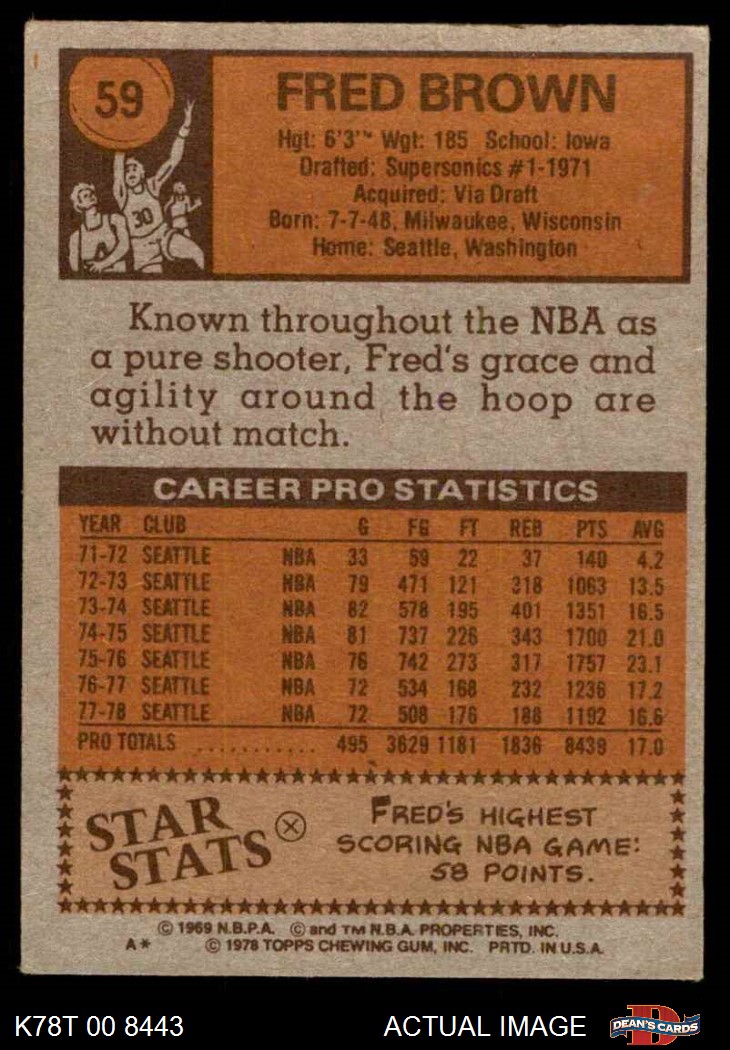 59
30
FRED BROWN
Hgt: 6'3" Wgt: 185 School: Iowa
Drafted: Supersonics #1-1971
Acquired: Via Draft
Born: 7-7-48, Milwaukee, Wisconsin
Home: Seattle, Washington
Known throughout the NBA as
a pure shooter, Fred's grace and
agility around the hoop are
without match.
CAREER PRO STATISTICS
YEAR CLUB G FG FT REB PTS AVG
71-72 SEATTLE NBA 33 59 22 37 140 4.2
72-73 SEATTLE NBA 79 471 121 318 1063 13.5
73-74 SEATTLE NBA 82 578 195 401 1351 16.5
74-75 SEATTLE NBA 81 737 226 343 1700 21.0
75-76 SEATTLE NBA 76 742 273 317 1757 23.1
76-77 SEATTLE NBA 72 534 168 232 1236 17.2
77-78 SEATTLE NBA 72 508 176 188 1192 16.6
PRO TOTALS ........... 495 3629 1181 1836 8439 17.0
STAR
STATS
FRED'S HIGHEST
SCORING NBA GAME:
58 POINTS.
© 1969 N.B.P.A. © and TM N.B.A. PROPERTIES, INC.
A* © 1978 TOPPS CHEWING GUM, INC. PRTD. IN U.S.A.
K78T 00 8443 ACTUAL IMAGE DEAN'S CARDS